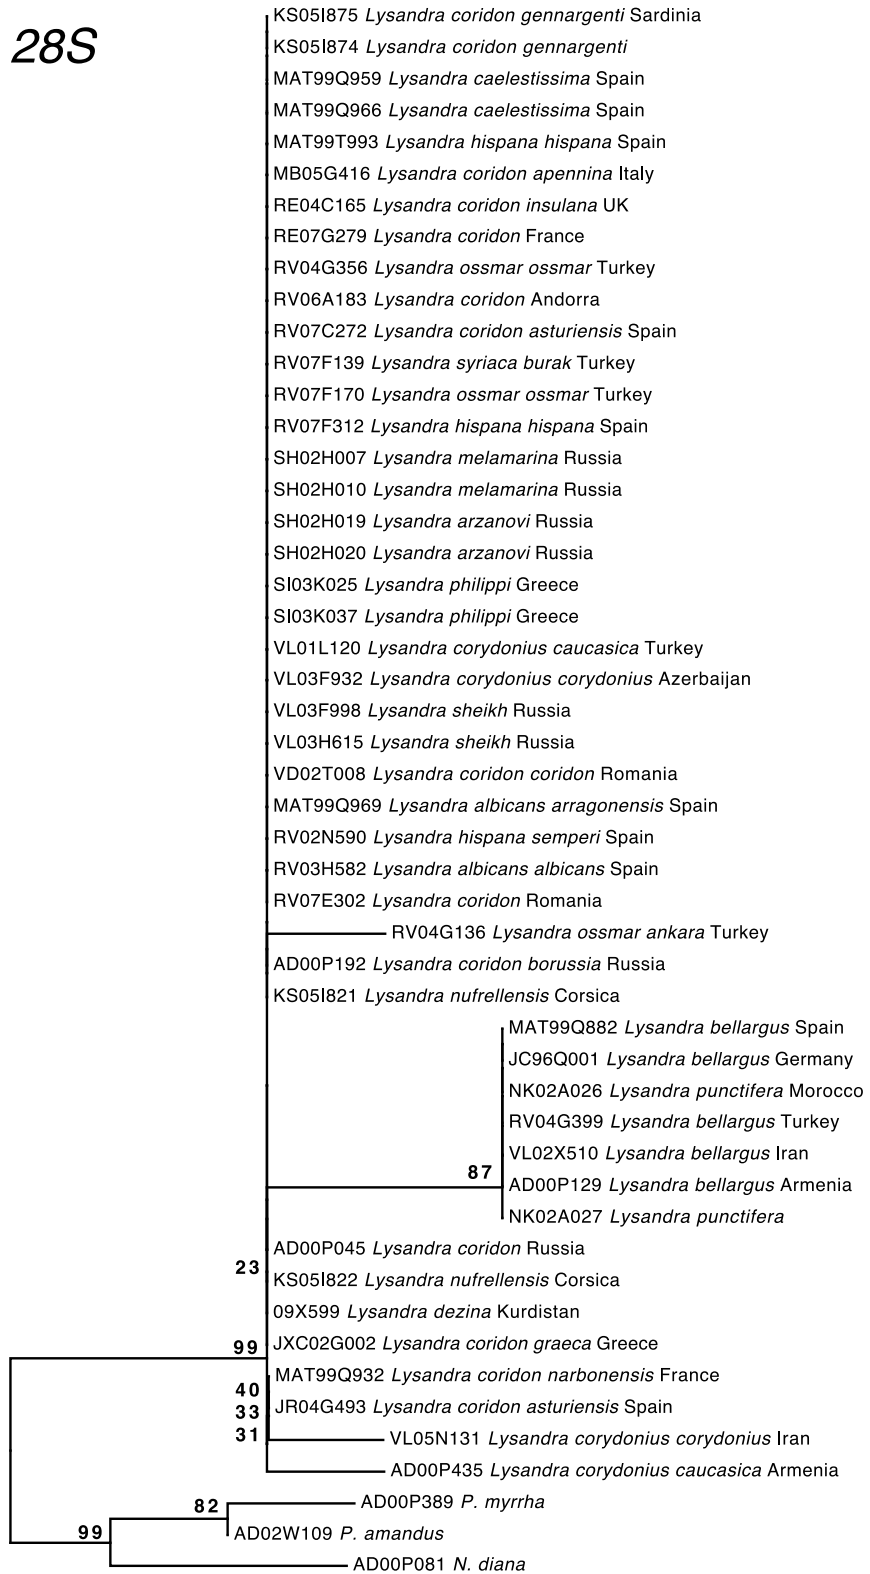 28S
KS05I875 Lysandra coridon gennargenti Sardinia
KS05I874 Lysandra coridon gennargenti
MAT99Q959 Lysandra caelestissima Spain
MAT99Q966 Lysandra caelestissima Spain
MAT99T993 Lysandra hispana hispana Spain
MB05G416 Lysandra coridon apennina Italy
RE04C165 Lysandra coridon insulana UK
RE07G279 Lysandra coridon France
RV04G356 Lysandra ossmar ossmar Turkey
RV06A183 Lysandra coridon Andorra
RV07C272 Lysandra coridon asturiensis Spain
RV07F139 Lysandra syriaca burak Turkey
RV07F170 Lysandra ossmar ossmar Turkey
RV07F312 Lysandra hispana hispana Spain
SH02H007 Lysandra melamarina Russia
SH02H010 Lysandra melamarina Russia
SH02H019 Lysandra arzanovi Russia
SH02H020 Lysandra arzanovi Russia
SI03K025 Lysandra philippi Greece
SI03K037 Lysandra philippi Greece
VL01L120 Lysandra corydonius caucasica Turkey
VL03F932 Lysandra corydonius corydonius Azerbaijan
VL03F998 Lysandra sheikh Russia
VL03H615 Lysandra sheikh Russia
VD02T008 Lysandra coridon coridon Romania
MAT99Q969 Lysandra albicans arragonensis Spain
RV02N590 Lysandra hispana semperi Spain
RV03H582 Lysandra albicans albicans Spain
RV07E302 Lysandra coridon Romania
RV04G136 Lysandra ossmar ankara Turkey
AD00P192 Lysandra coridon borussia Russia
KS05I821 Lysandra nufrellensis Corsica
MAT99Q882 Lysandra bellargus Spain
JC96Q001 Lysandra bellargus Germany
NK02A026 Lysandra punctifera Morocco
RV04G399 Lysandra bellargus Turkey
VL02X510 Lysandra bellargus Iran
87
AD00P129 Lysandra bellargus Armenia
NK02A027 Lysandra punctifera
AD00P045 Lysandra coridon Russia
23
KS05I822 Lysandra nufrellensis Corsica
09X599 Lysandra dezina Kurdistan
99
JXC02G002 Lysandra coridon graeca Greece
MAT99Q932 Lysandra coridon narbonensis France
40
33
JR04G493 Lysandra coridon asturiensis Spain
31
VL05N131 Lysandra corydonius corydonius Iran
AD00P435 Lysandra corydonius caucasica Armenia
82
AD00P389 P. myrrha
99
AD02W109 P. amandus
AD00P081 N. diana